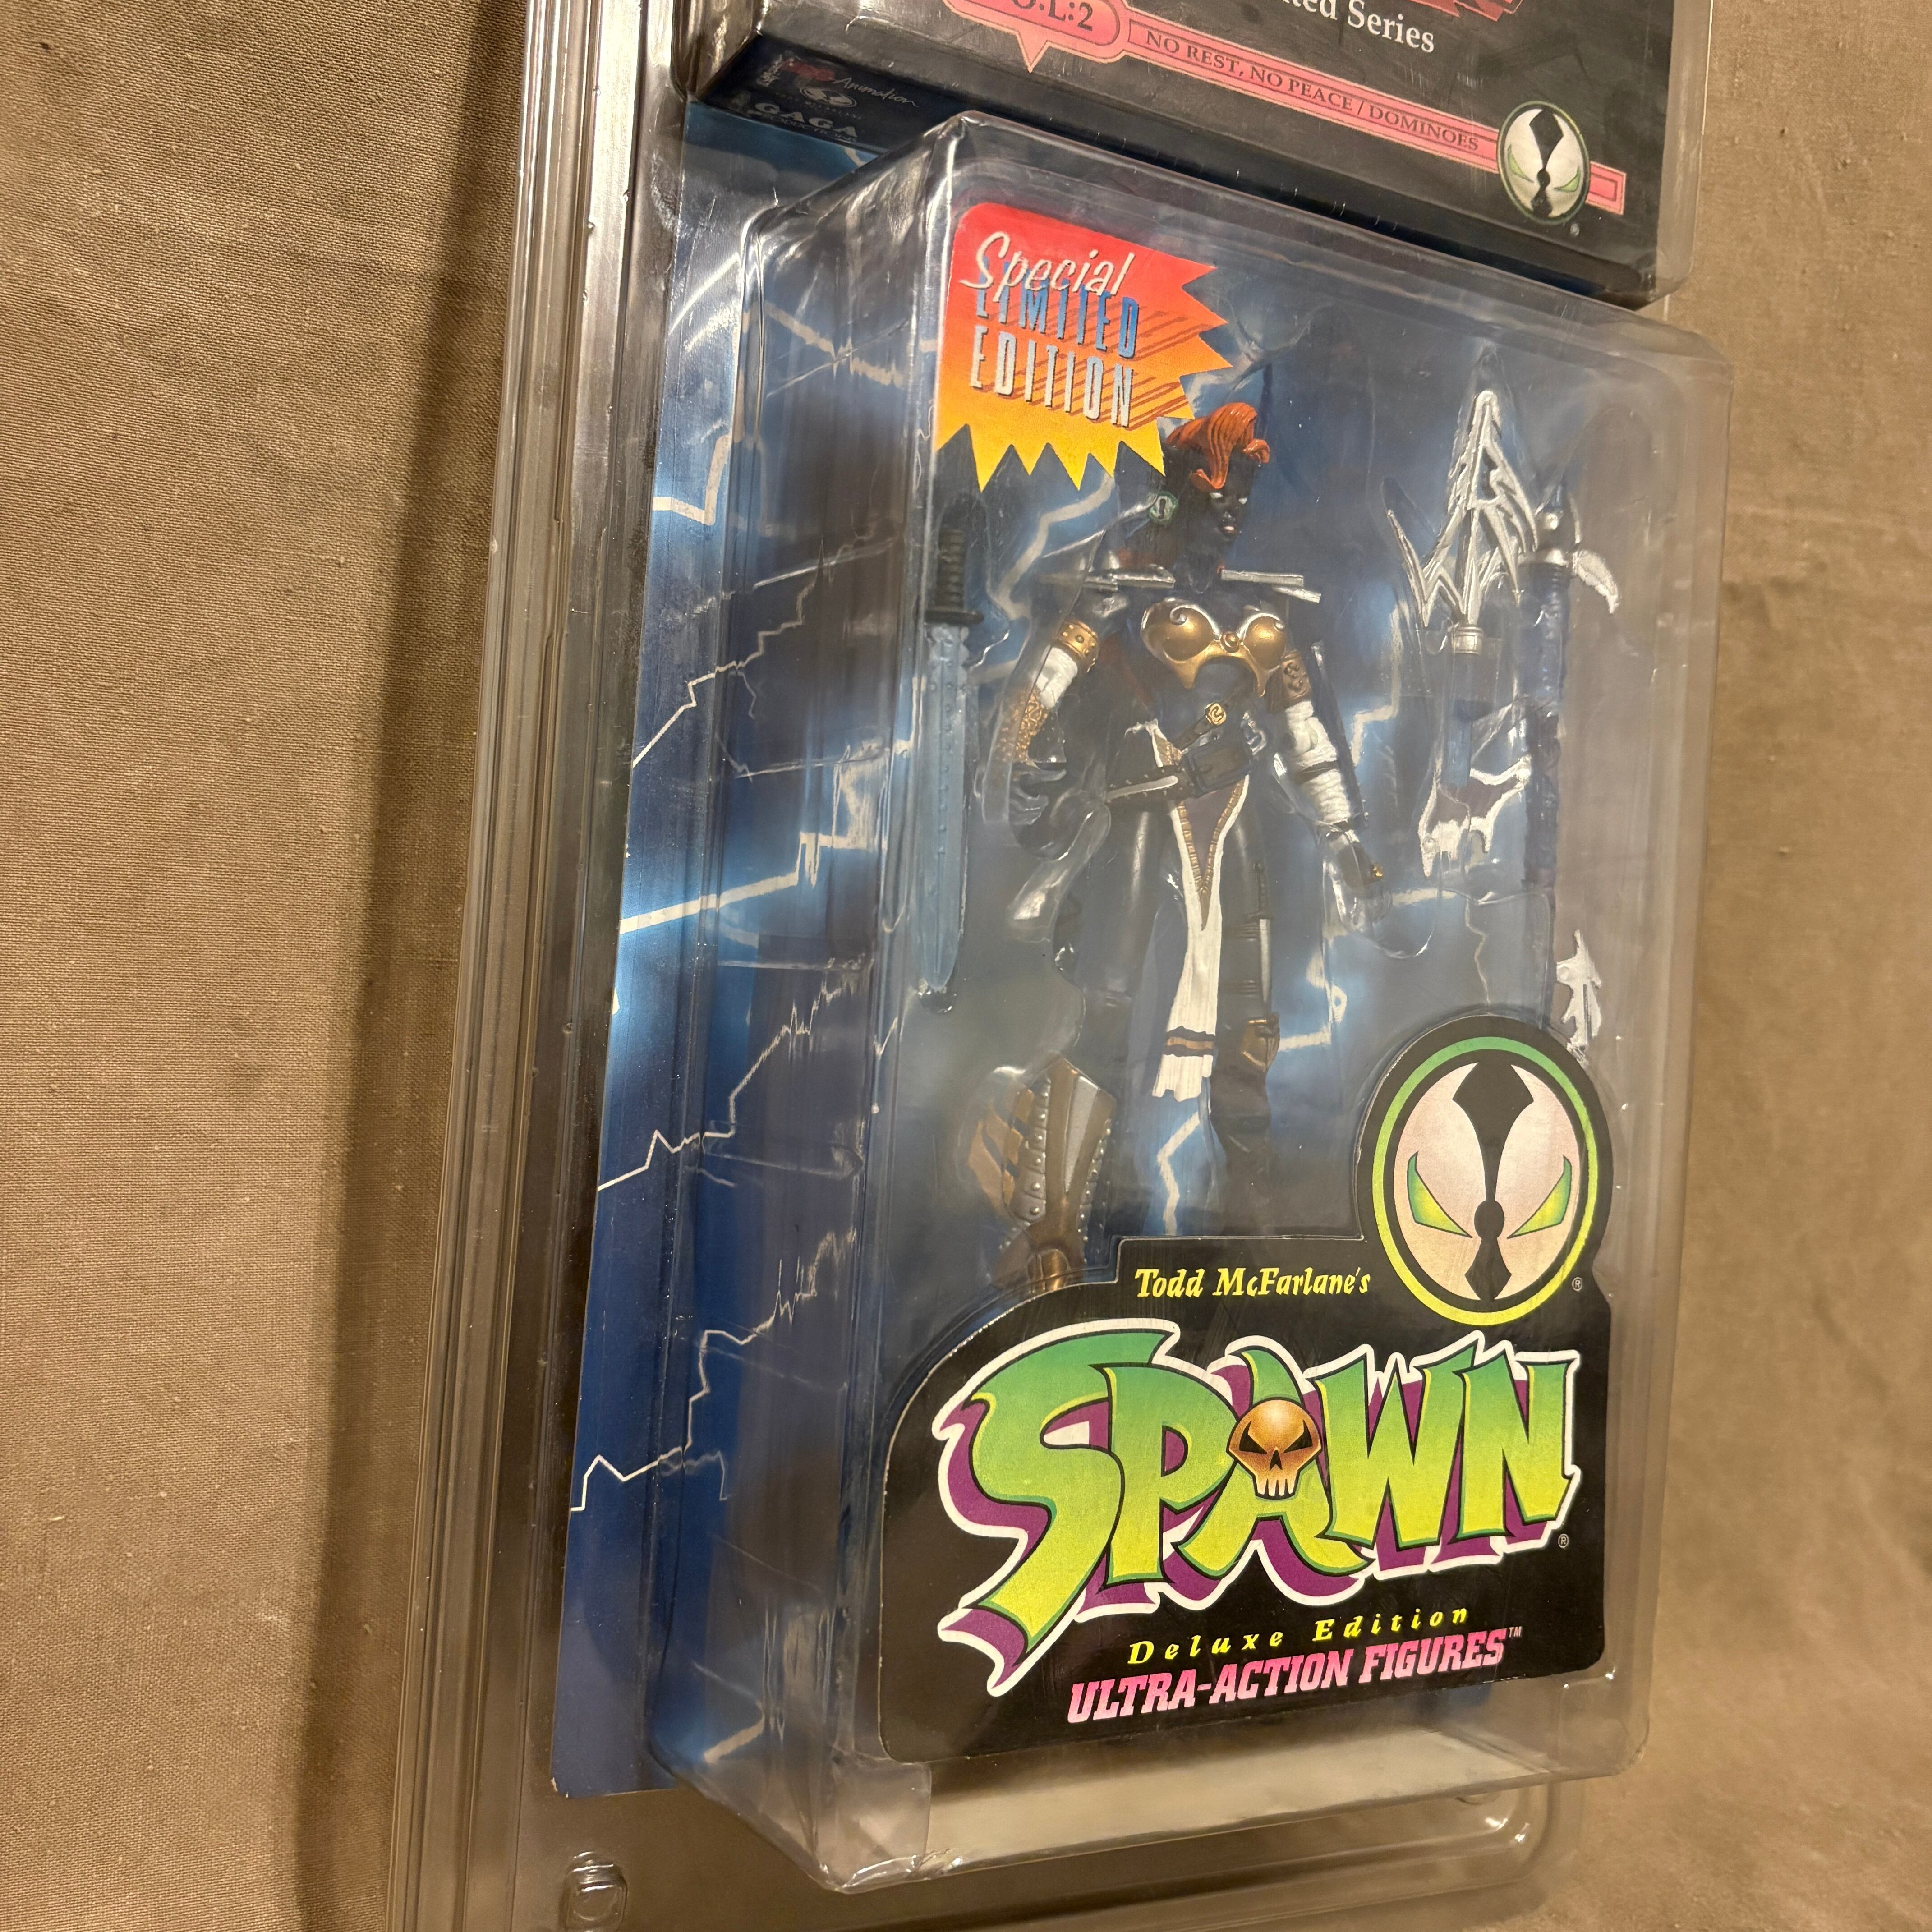 ted Series
O.L:2
NO REST, NO PEACE / DOMINOES
Animation
GAGA
®
Special
LIMITED
EDITION
Todd McFarlane's
®
SPAWN
®
Deluxe Edition
ULTRA-ACTION FIGURES™